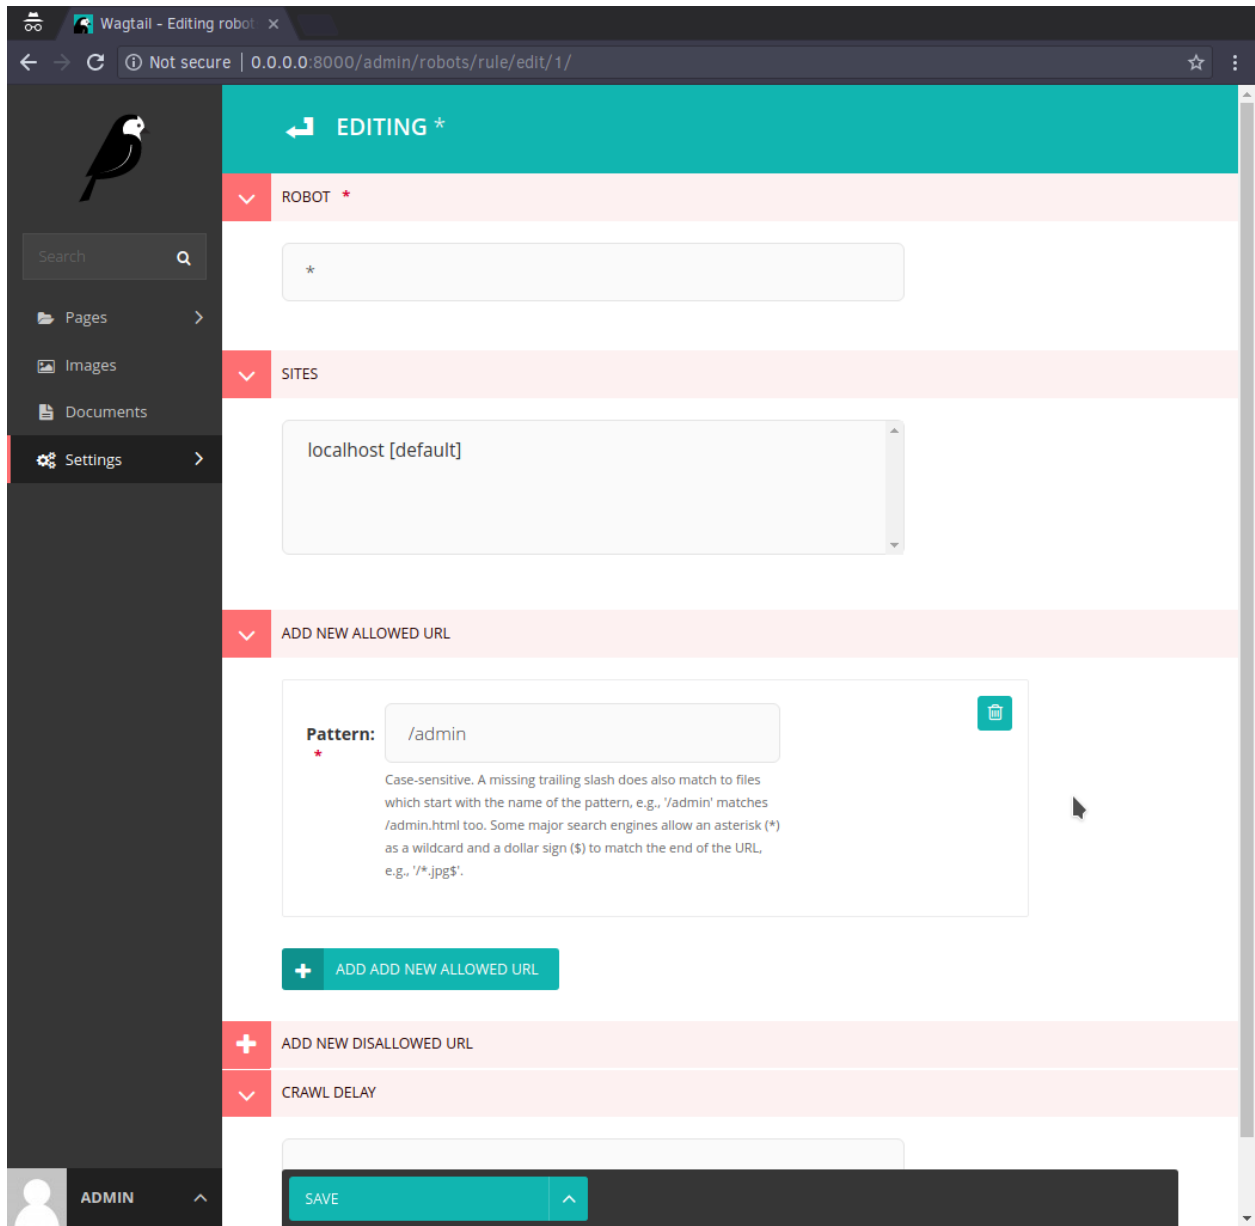 Wagtail - Editing robot
Not secure | 0.0.0.0:8000/admin/robots/rule/edit/1/
EDITING *
Search
Pages
Images
Documents
Settings
ADMIN
ROBOT *
*
SITES
localhost [default]
ADD NEW ALLOWED URL
Pattern: *
/admin
Case-sensitive. A missing trailing slash does also match to files
which start with the name of the pattern, e.g., '/admin' matches
/admin.html too. Some major search engines allow an asterisk (*)
as a wildcard and a dollar sign ($) to match the end of the URL,
e.g., '/*.jpg$'.
ADD ADD NEW ALLOWED URL
ADD NEW DISALLOWED URL
CRAWL DELAY
SAVE